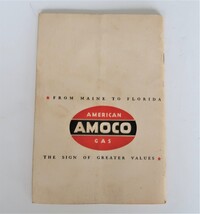 FROM MAINE TO FLORIDA
AMERICAN
AMOCO
GAS
THE SIGN OF GREATER VALUES